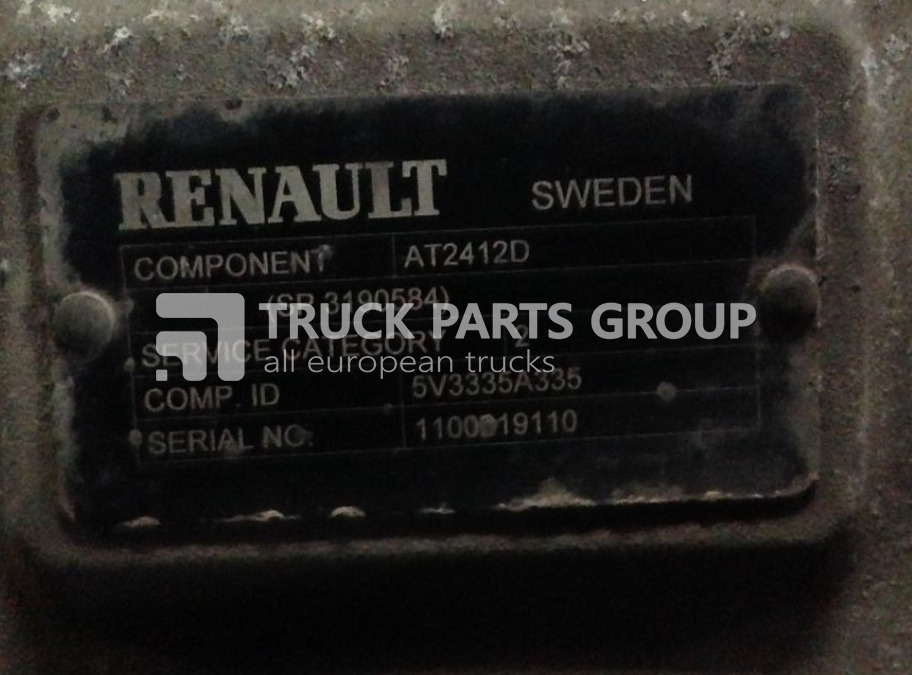 RENAULT SWEDEN
COMPONENT AT2412D
(SP 3190584)
TRUCK PARTS GROUP
SERVICE CATEGORY 2
all european trucks
COMP. ID 5V3335A335
SERIAL NO.